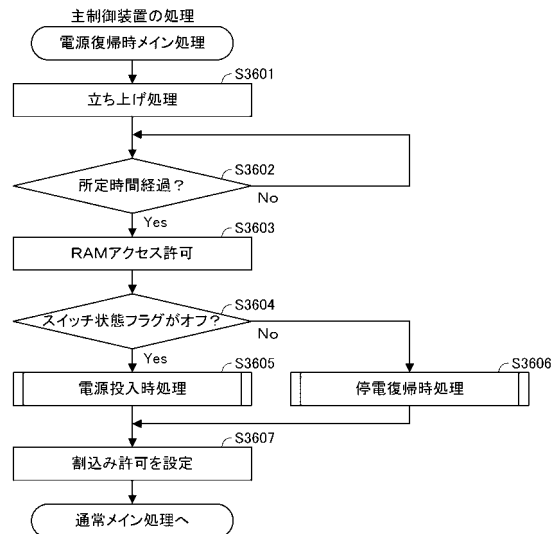 主制御装置の処理
電源復帰時メイン処理
S3601
立ち上げ処理
S3602
所定時間経過？
No
Yes
S3603
RAMアクセス許可
S3604
スイッチ状態フラグがオフ？
No
Yes
S3605
電源投入時処理
S3606
停電復帰時処理
S3607
割込み許可を設定
通常メイン処理へ